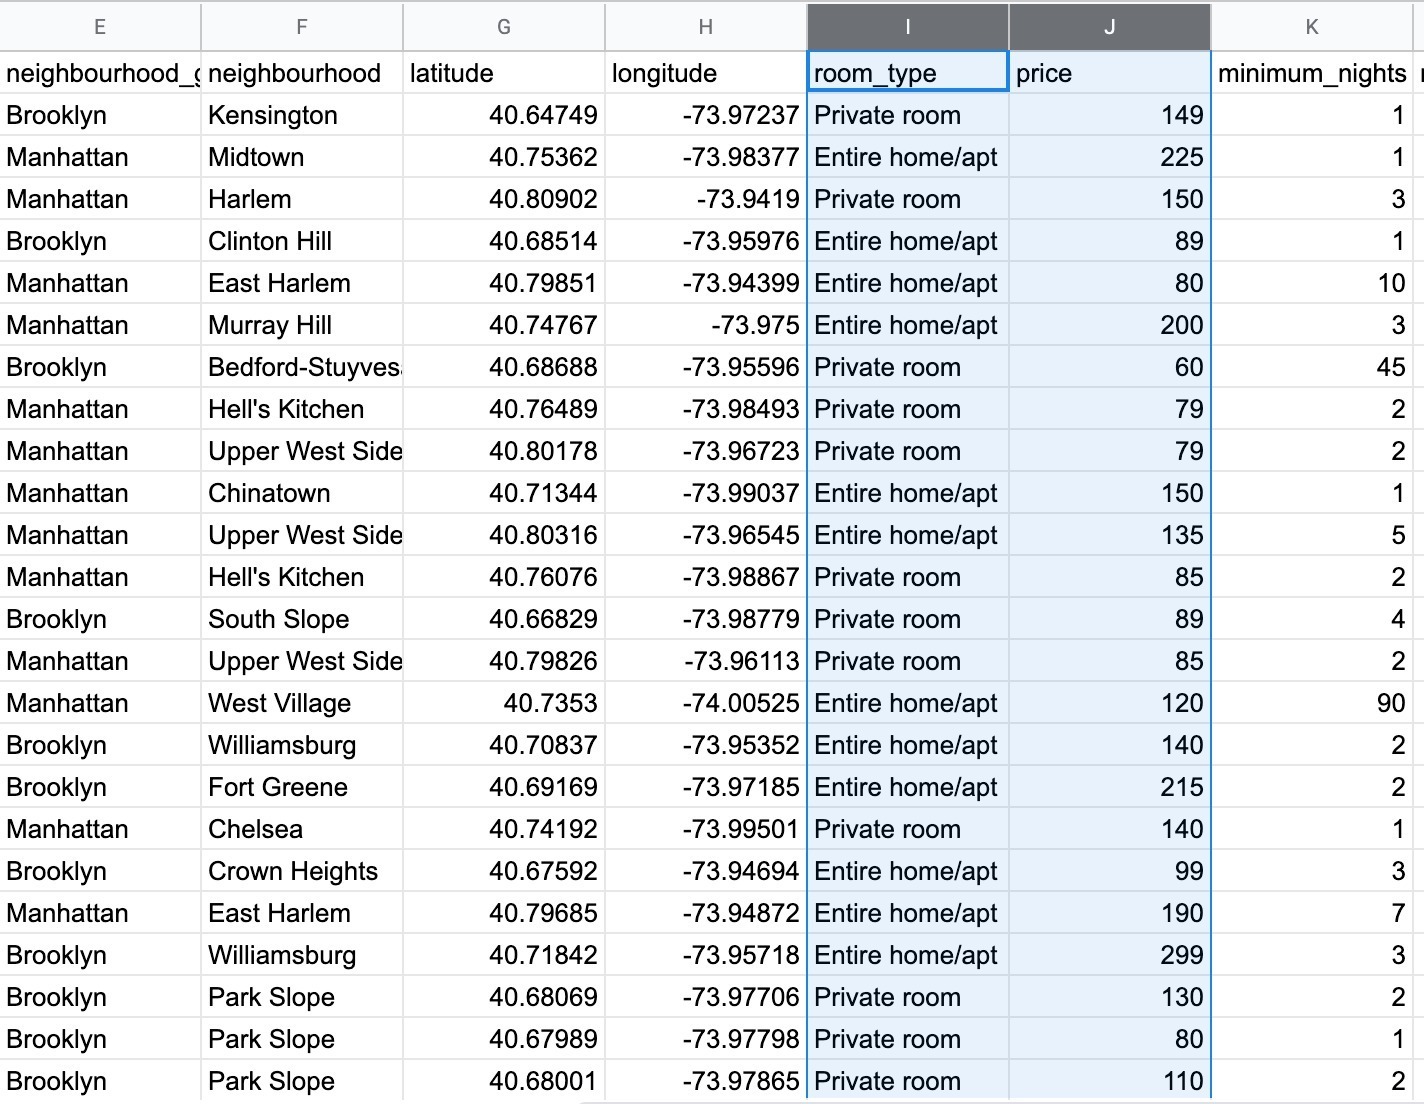 E F G H I J K
neighbourhood_g neighbourhood latitude longitude room_type price minimum_nights
Brooklyn Kensington 40.64749 -73.97237 Private room 149 1
Manhattan Midtown 40.75362 -73.98377 Entire home/apt 225 1
Manhattan Harlem 40.80902 -73.9419 Private room 150 3
Brooklyn Clinton Hill 40.68514 -73.95976 Entire home/apt 89 1
Manhattan East Harlem 40.79851 -73.94399 Entire home/apt 80 10
Manhattan Murray Hill 40.74767 -73.975 Entire home/apt 200 3
Brooklyn Bedford-Stuyves 40.68688 -73.95596 Private room 60 45
Manhattan Hell's Kitchen 40.76489 -73.98493 Private room 79 2
Manhattan Upper West Side 40.80178 -73.96723 Private room 79 2
Manhattan Chinatown 40.71344 -73.99037 Entire home/apt 150 1
Manhattan Upper West Side 40.80316 -73.96545 Entire home/apt 135 5
Manhattan Hell's Kitchen 40.76076 -73.98867 Private room 85 2
Brooklyn South Slope 40.66829 -73.98779 Private room 89 4
Manhattan Upper West Side 40.79826 -73.96113 Private room 85 2
Manhattan West Village 40.7353 -74.00525 Entire home/apt 120 90
Brooklyn Williamsburg 40.70837 -73.95352 Entire home/apt 140 2
Brooklyn Fort Greene 40.69169 -73.97185 Entire home/apt 215 2
Manhattan Chelsea 40.74192 -73.99501 Private room 140 1
Brooklyn Crown Heights 40.67592 -73.94694 Entire home/apt 99 3
Manhattan East Harlem 40.79685 -73.94872 Entire home/apt 190 7
Brooklyn Williamsburg 40.71842 -73.95718 Entire home/apt 299 3
Brooklyn Park Slope 40.68069 -73.97706 Private room 130 2
Brooklyn Park Slope 40.67989 -73.97798 Private room 80 1
Brooklyn Park Slope 40.68001 -73.97865 Private room 110 2